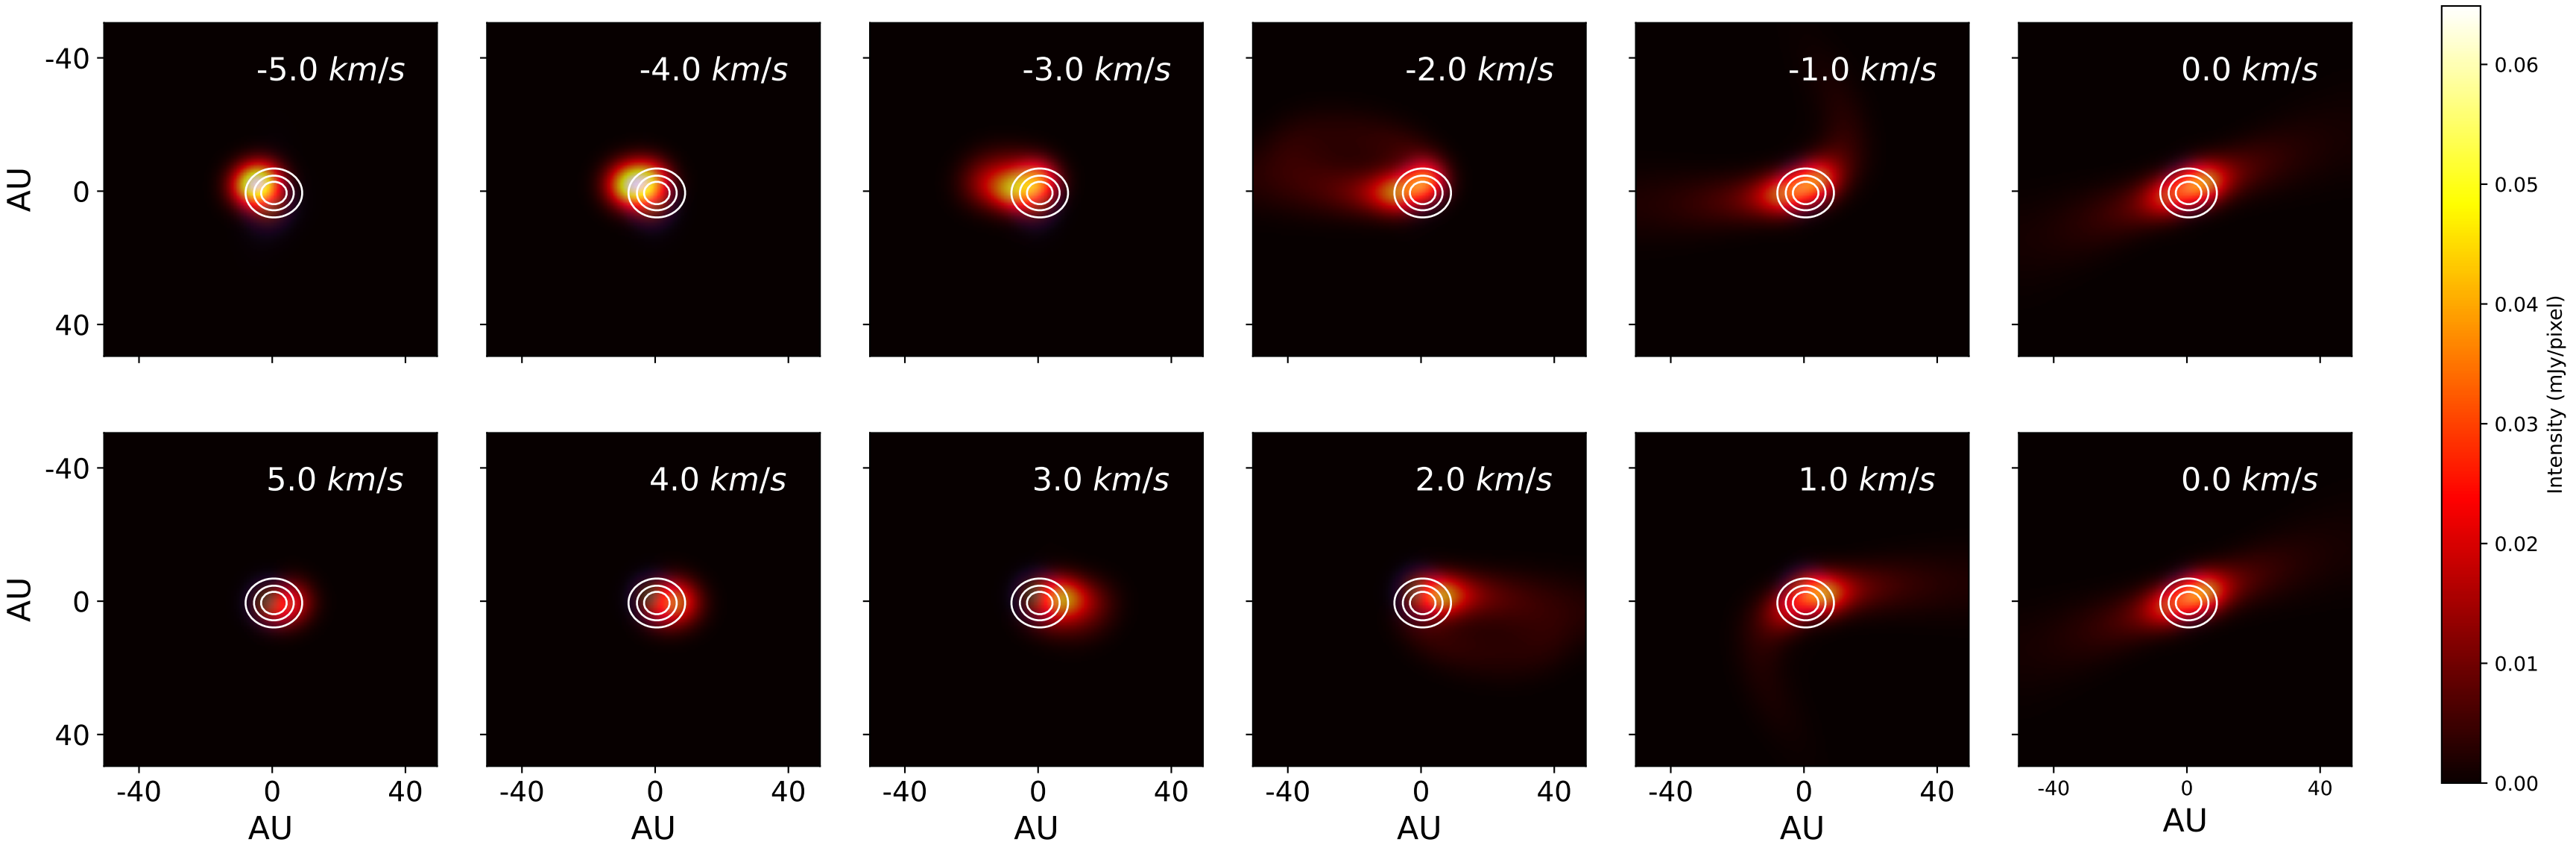 -5.0 km/s
-4.0 km/s
-3.0 km/s
-2.0 km/s
-1.0 km/s
0.0 km/s
-40
0
40
AU
5.0 km/s
4.0 km/s
3.0 km/s
2.0 km/s
1.0 km/s
0.0 km/s
-40
0
40
AU
-40 0 40
-40 0 40
-40 0 40
-40 0 40
-40 0 40
-40 0 40
AU
AU
AU
AU
AU
AU
0.06
0.05
0.04
0.03
0.02
0.01
0.00
Intensity (mJy/pixel)